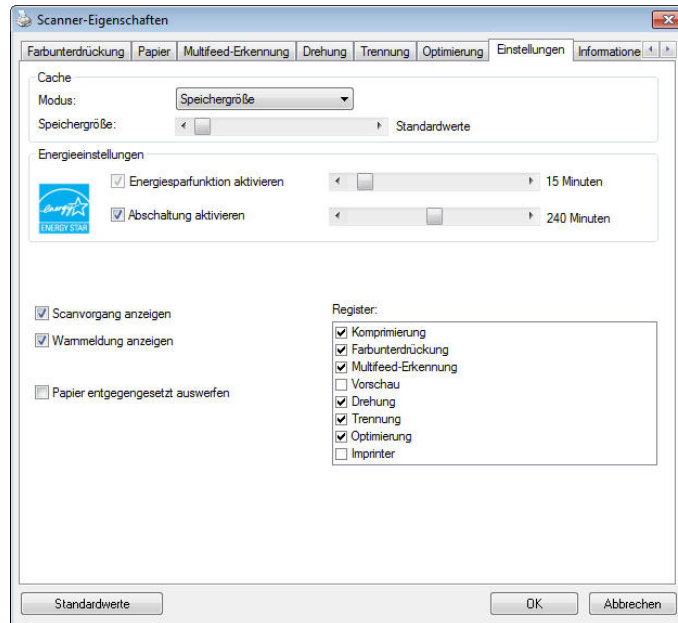 Scanner-Eigenschaften
Farbunterdrückung Papier Multifeed-Erkennung Drehung Trennung Optimierung Einstellungen Informatione
Cache
Modus: Speichergröße
Speichergröße: Standardwerte
Energieeinstellungen
Energiesparfunktion aktivieren 15 Minuten
energy
ENERGY STAR
Abschaltung aktivieren 240 Minuten
Scanvorgang anzeigen
Warnmeldung anzeigen
Papier entgegengesetzt auswerfen
Register:
Komprimierung
Farbunterdrückung
Multifeed-Erkennung
Vorschau
Drehung
Trennung
Optimierung
Imprinter
Standardwerte OK Abbrechen